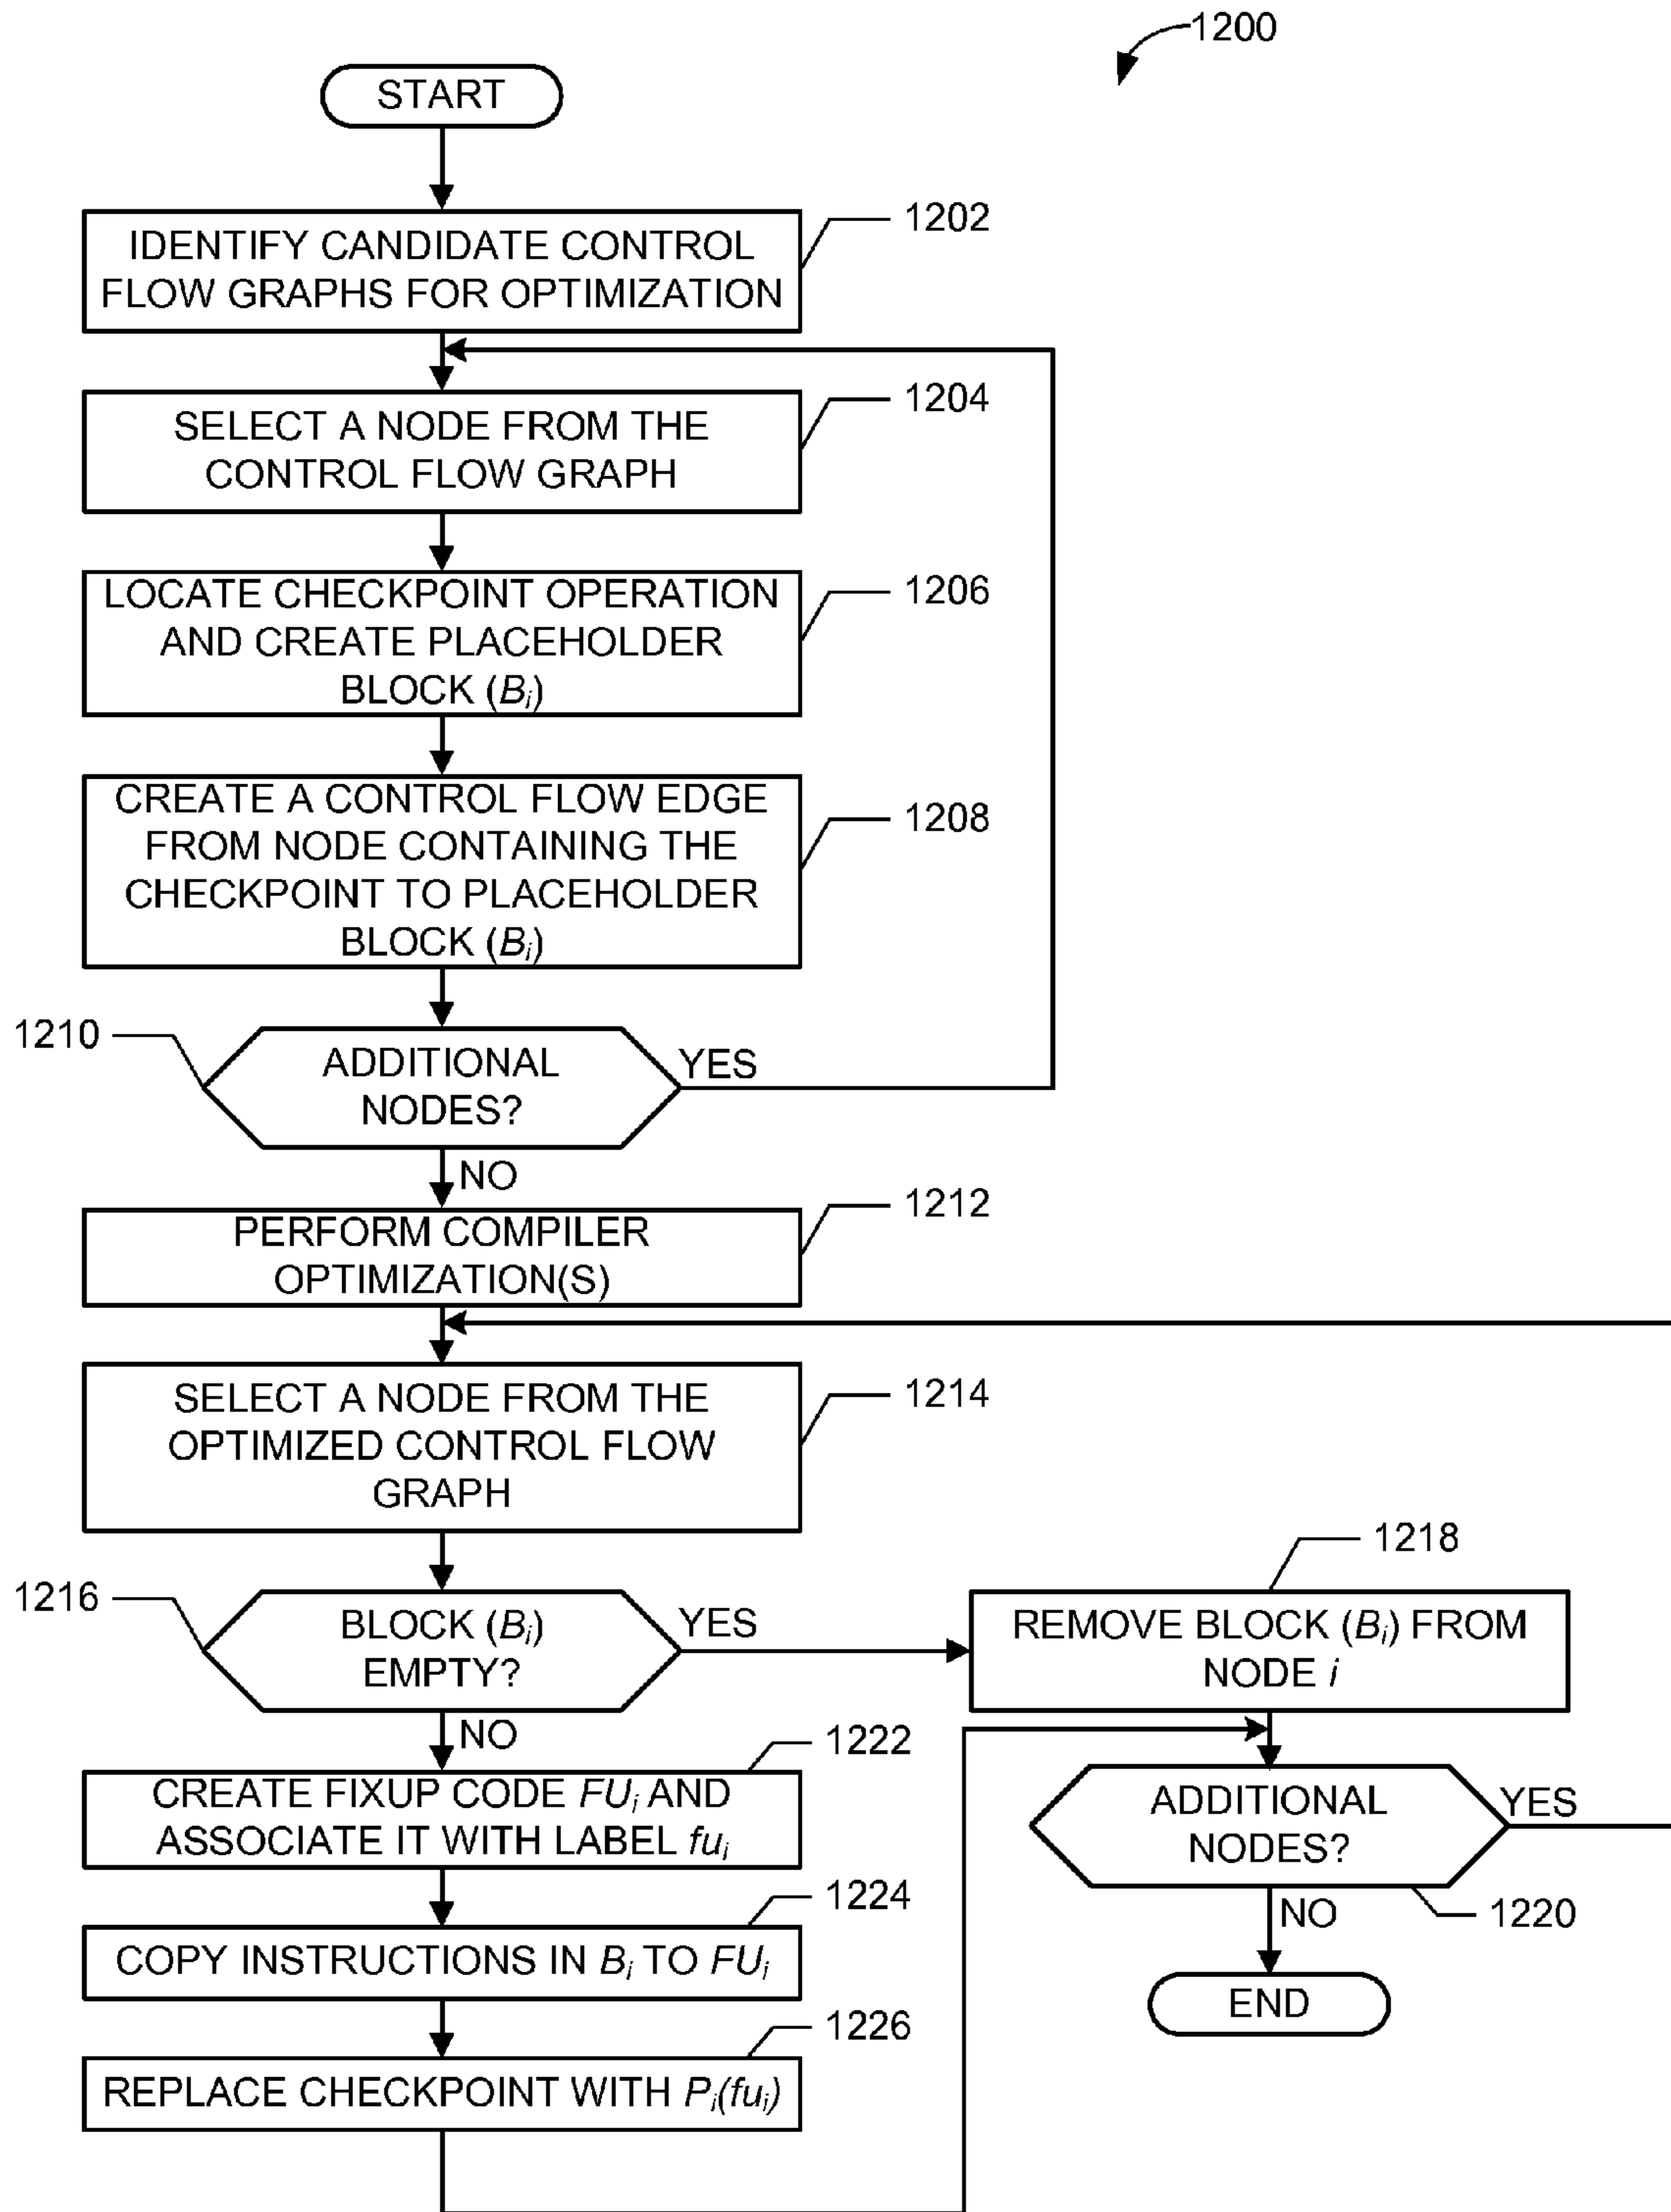 1200
START
IDENTIFY CANDIDATE CONTROL
FLOW GRAPHS FOR OPTIMIZATION
1202
SELECT A NODE FROM THE
CONTROL FLOW GRAPH
1204
LOCATE CHECKPOINT OPERATION
AND CREATE PLACEHOLDER
BLOCK (Bi)
1206
CREATE A CONTROL FLOW EDGE
FROM NODE CONTAINING THE
CHECKPOINT TO PLACEHOLDER
BLOCK (Bi)
1208
1210
ADDITIONAL
NODES?
YES
NO
PERFORM COMPILER
OPTIMIZATION(S)
1212
SELECT A NODE FROM THE
OPTIMIZED CONTROL FLOW
GRAPH
1214
1216
BLOCK (Bi)
EMPTY?
YES
NO
1218
REMOVE BLOCK (Bi) FROM
NODE i
CREATE FIXUP CODE FUi AND
ASSOCIATE IT WITH LABEL fui
1222
ADDITIONAL
NODES?
YES
NO
1220
COPY INSTRUCTIONS IN Bi TO FUi
1224
END
REPLACE CHECKPOINT WITH Pi(fui)
1226